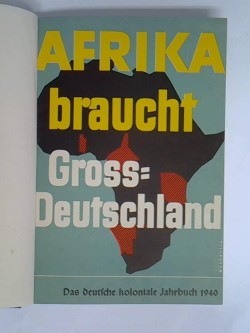 AFRIKA
braucht
Gross=
Deutschland
Das deutsche koloniale Jahrbuch 1940